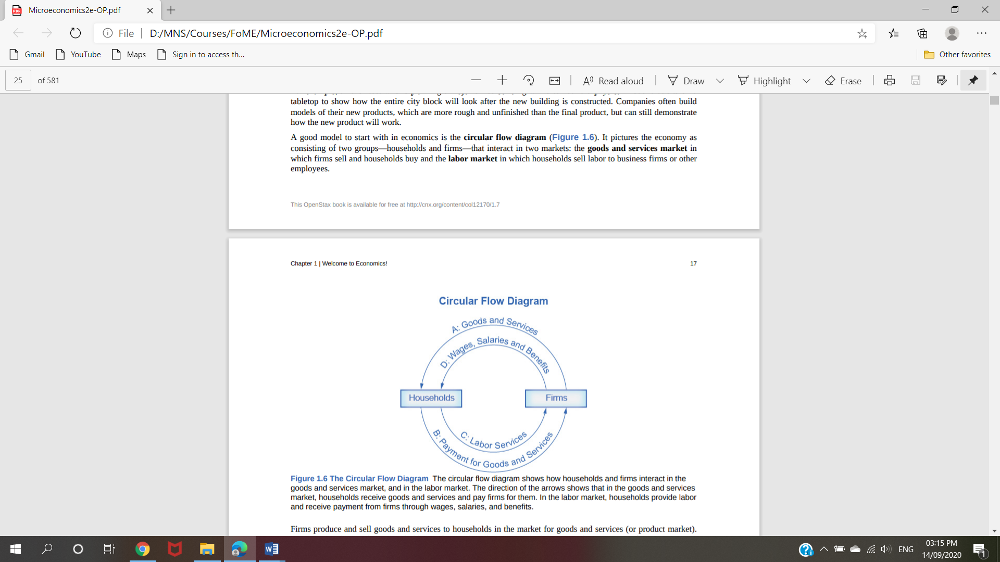 Microeconomics2e-OP.pdf
File
D:/MNS/Courses/FoME/Microeconomics2e-OP.pdf
Gmail
YouTube
Maps
Sign in to access th...
Other favorites
25 of 581
Read aloud
Draw
Highlight
Erase
tabletop to show how the entire city block will look after the new building is constructed. Companies often build
models of their new products, which are more rough and unfinished than the final product, but can still demonstrate
how the new product will work.
A good model to start with in economics is the circular flow diagram (Figure 1.6). It pictures the economy as
consisting of two groups—households and firms—that interact in two markets: the goods and services market in
which firms sell and households buy and the labor market in which households sell labor to business firms or other
employees.
This OpenStax book is available for free at http://cnx.org/content/col12170/1.7
Chapter 1 | Welcome to Economics!
17
Circular Flow Diagram
A: Goods and Services
D: Wages, Salaries and Benefits
Households
Firms
C: Labor Services
B: Payment for Goods and Services
Figure 1.6 The Circular Flow Diagram The circular flow diagram shows how households and firms interact in the
goods and services market, and in the labor market. The direction of the arrows shows that in the goods and services
market, households receive goods and services and pay firms for them. In the labor market, households provide labor
and receive payment from firms through wages, salaries, and benefits.
Firms produce and sell goods and services to households in the market for goods and services (or product market).
ENG
03:15 PM
14/09/2020
1